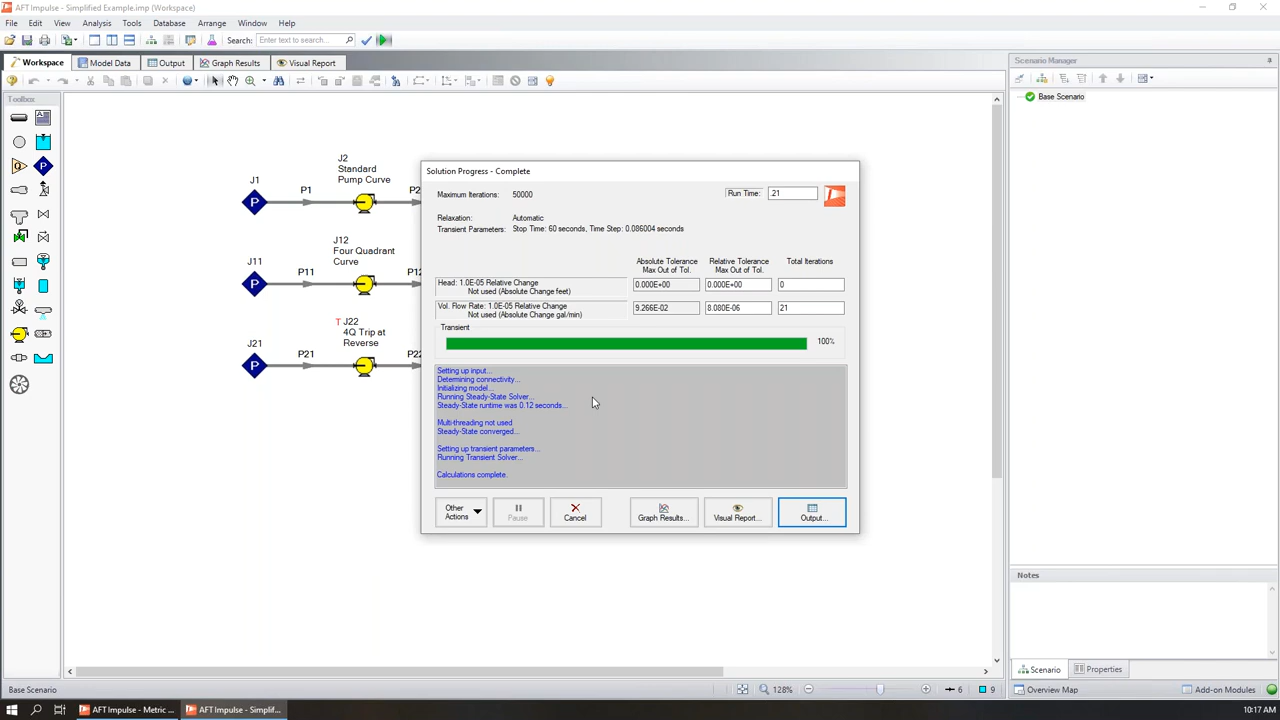 AFT Impulse - Simplified Example.imp (Workspace)
File Edit View Analysis Tools Database Arrange Window Help
Search: Enter text to search...
Workspace Model Data Output Graph Results Visual Report
Toolbox
J1
P1
J2
Standard
Pump Curve
P2
J11
P11
J12
Four Quadrant
Curve
P12
J21
P21
T J22
4Q Trip at
Reverse
P22
Solution Progress - Complete
Maximum Iterations: 50000
Run Time: .21
Relaxation: Automatic
Transient Parameters: Stop Time: 60 seconds, Time Step: 0.086004 seconds
Absolute Tolerance
Max Out of Tol.
Relative Tolerance
Max Out of Tol.
Total Iterations
Head: 1.0E-05 Relative Change
Not used (Absolute Change feet)
0.000E+00 0.000E+00 0
Vol. Flow Rate: 1.0E-05 Relative Change
Not used (Absolute Change gal/min)
9.266E-02 8.080E-06 21
Transient
100%
Setting up input...
Determining connectivity...
Initializing model...
Running Steady-State Solver...
Steady-State runtime was 0.12 seconds...
Multi-threading not used
Steady-State converged...
Setting up transient parameters...
Running Transient Solver...
Calculations complete.
Other
Actions
Pause
Cancel
Graph Results...
Visual Report...
Output...
Scenario Manager
Base Scenario
Notes
Scenario Properties
Base Scenario
128%
6
9
Overview Map
Add-on Modules
AFT Impulse - Metric ...
AFT Impulse - Simplif...
10:17 AM